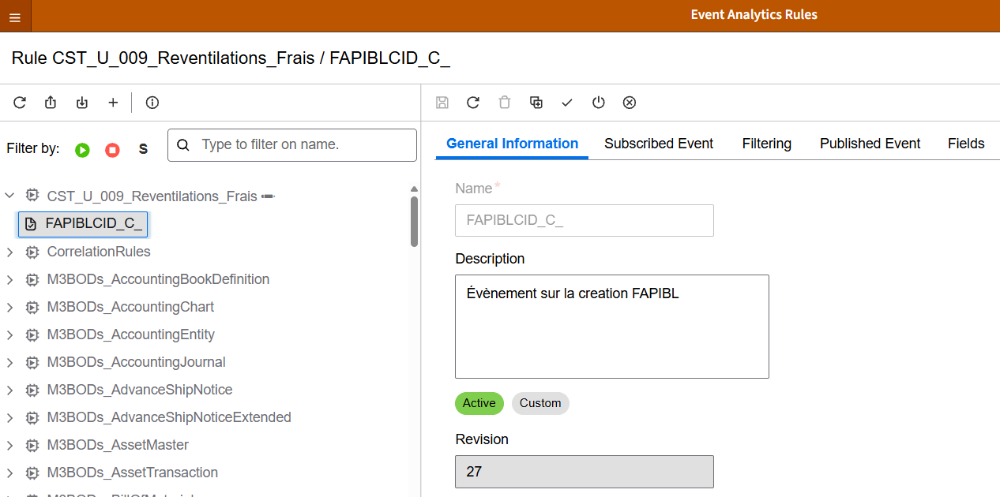 Event Analytics Rules
Rule CST_U_009_Reventilations_Frais / FAPIBLCID_C_
Filter by: S Type to filter on name.
CST_U_009_Reventilations_Frais
FAPIBLCID_C_
CorrelationRules
M3BODs_AccountingBookDefinition
M3BODs_AccountingChart
M3BODs_AccountingEntity
M3BODs_AccountingJournal
M3BODs_AdvanceShipNotice
M3BODs_AdvanceShipNoticeExtended
M3BODs_AssetMaster
M3BODs_AssetTransaction
General Information Subscribed Event Filtering Published Event Fields
Name*
FAPIBLCID_C_
Description
Évènement sur la creation FAPIBL
Active Custom
Revision
27